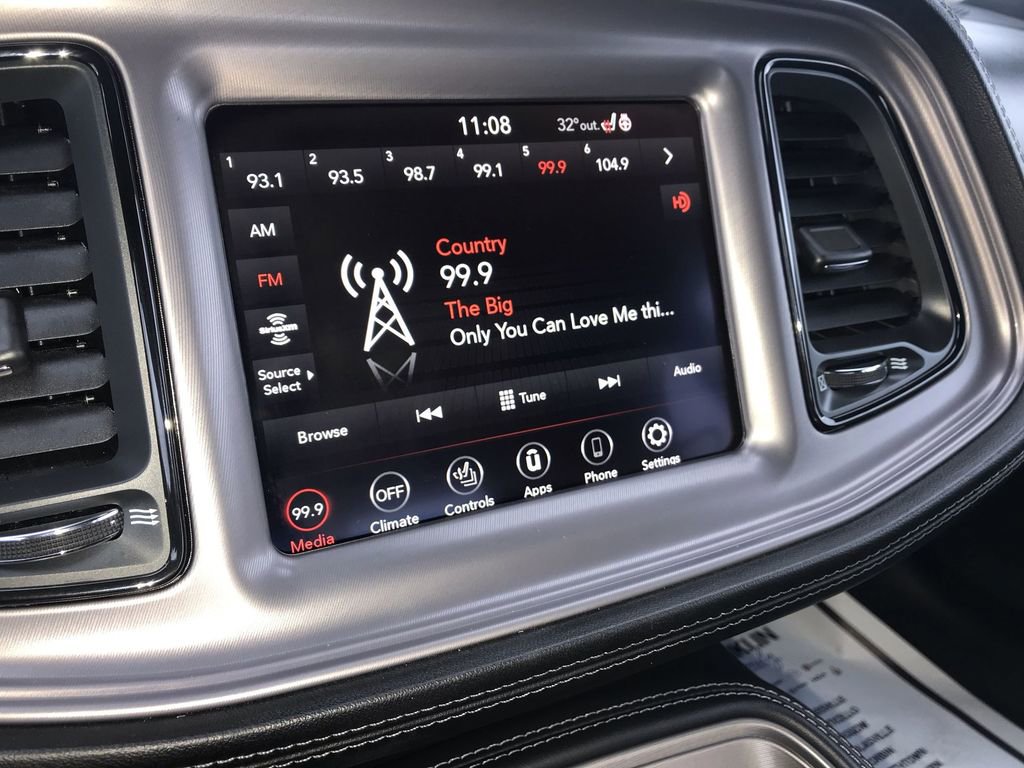 11:08 32° out.
1 93.1 2 93.5 3 98.7 4 99.1 5 99.9 6 104.9
HD
AM
FM
SiriusXM
Source
Select
Country
99.9
The Big
Only You Can Love Me thi...
Browse Tune Audio
99.9 OFF
Media Climate Controls Apps Phone Settings